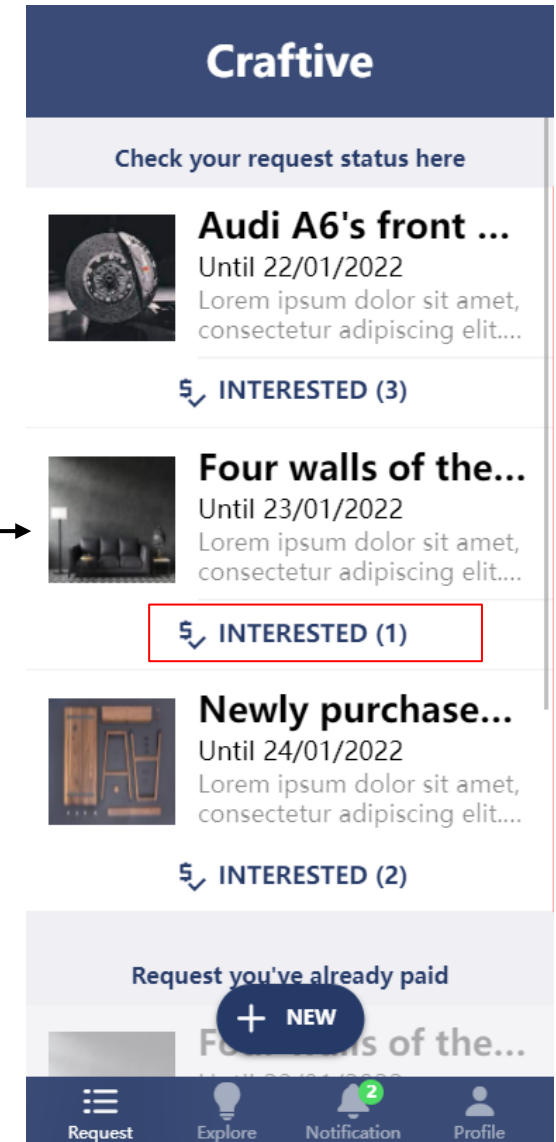 Craftive
Check your request status here
Audi A6's front ...
Until 22/01/2022
Lorem ipsum dolor sit amet,
consectetur adipiscing elit....
INTERESTED (3)
Four walls of the...
Until 23/01/2022
Lorem ipsum dolor sit amet,
consectetur adipiscing elit....
INTERESTED (1)
Newly purchase...
Until 24/01/2022
Lorem ipsum dolor sit amet,
consectetur adipiscing elit....
INTERESTED (2)
Request you've already paid
+ NEW
Four walls of the...
2
Request Explore Notification Profile